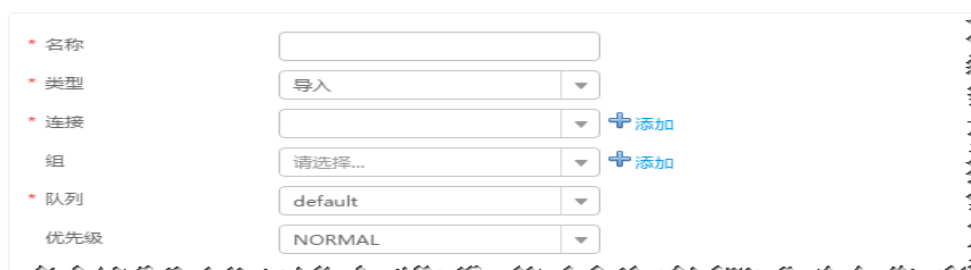 * 名称
* 类型 导入
* 连接 添加
组 请选择... 添加
* 队列 default
优先级 NORMAL